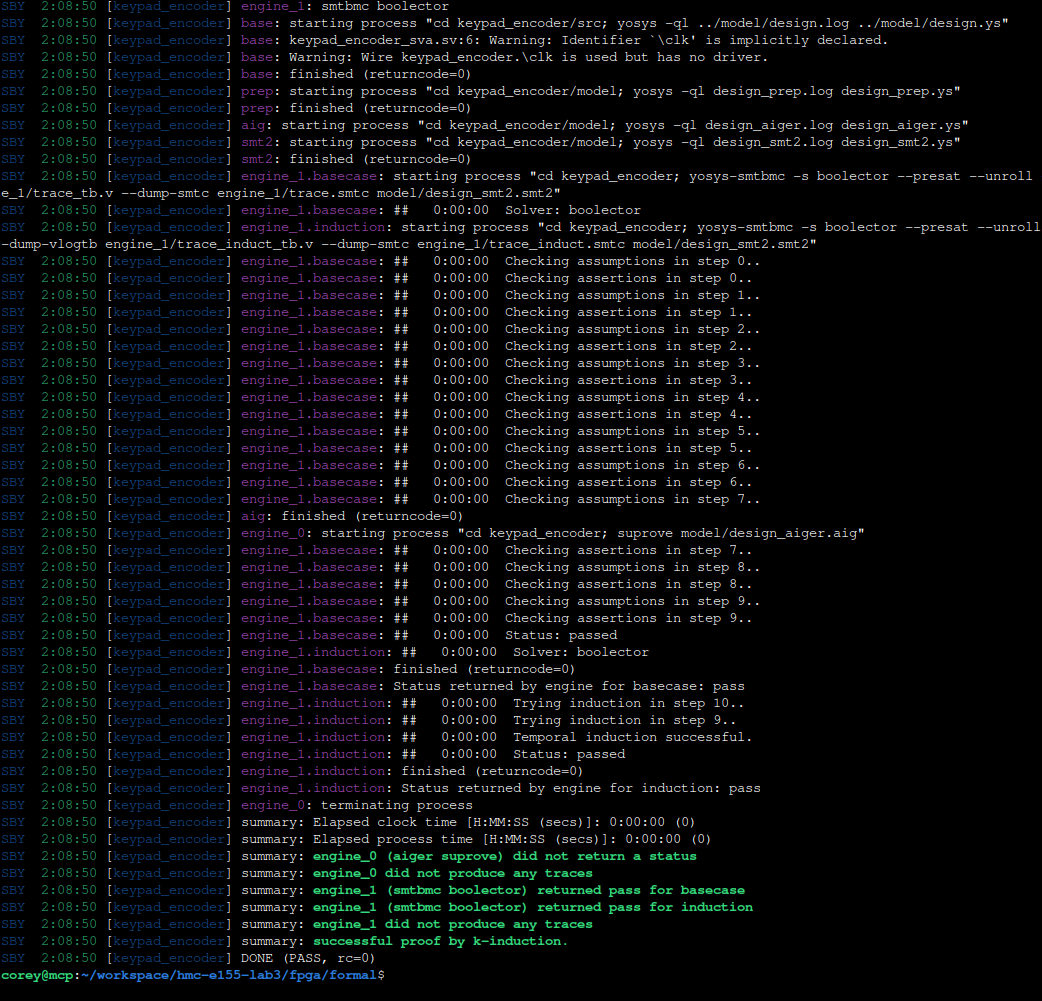 SBY  2:08:50 [keypad_encoder] engine_1: smtbmc boolector
SBY  2:08:50 [keypad_encoder] base: starting process "cd keypad_encoder/src; yosys -ql ../model/design.log ../model/design.ys"
SBY  2:08:50 [keypad_encoder] base: keypad_encoder_sva.sv:6: Warning: Identifier `\clk' is implicitly declared.
SBY  2:08:50 [keypad_encoder] base: Warning: Wire keypad_encoder.\clk is used but has no driver.
SBY  2:08:50 [keypad_encoder] base: finished (returncode=0)
SBY  2:08:50 [keypad_encoder] prep: starting process "cd keypad_encoder/model; yosys -ql design_prep.log design_prep.ys"
SBY  2:08:50 [keypad_encoder] prep: finished (returncode=0)
SBY  2:08:50 [keypad_encoder] aig: starting process "cd keypad_encoder/model; yosys -ql design_aiger.log design_aiger.ys"
SBY  2:08:50 [keypad_encoder] smt2: starting process "cd keypad_encoder/model; yosys -ql design_smt2.log design_smt2.ys"
SBY  2:08:50 [keypad_encoder] smt2: finished (returncode=0)
SBY  2:08:50 [keypad_encoder] engine_1.basecase: starting process "cd keypad_encoder; yosys-smtbmc -s boolector --presat --unroll
e_1/trace_tb.v --dump-smtc engine_1/trace.smtc model/design_smt2.smt2"
SBY  2:08:50 [keypad_encoder] engine_1.basecase: ##   0:00:00  Solver: boolector
SBY  2:08:50 [keypad_encoder] engine_1.induction: starting process "cd keypad_encoder; yosys-smtbmc -s boolector --presat --unroll
-dump-vlogtb engine_1/trace_induct_tb.v --dump-smtc engine_1/trace_induct.smtc model/design_smt2.smt2"
SBY  2:08:50 [keypad_encoder] engine_1.basecase: ##   0:00:00  Checking assumptions in step 0..
SBY  2:08:50 [keypad_encoder] engine_1.basecase: ##   0:00:00  Checking assertions in step 0..
SBY  2:08:50 [keypad_encoder] engine_1.basecase: ##   0:00:00  Checking assumptions in step 1..
SBY  2:08:50 [keypad_encoder] engine_1.basecase: ##   0:00:00  Checking assertions in step 1..
SBY  2:08:50 [keypad_encoder] engine_1.basecase: ##   0:00:00  Checking assumptions in step 2..
SBY  2:08:50 [keypad_encoder] engine_1.basecase: ##   0:00:00  Checking assertions in step 2..
SBY  2:08:50 [keypad_encoder] engine_1.basecase: ##   0:00:00  Checking assumptions in step 3..
SBY  2:08:50 [keypad_encoder] engine_1.basecase: ##   0:00:00  Checking assertions in step 3..
SBY  2:08:50 [keypad_encoder] engine_1.basecase: ##   0:00:00  Checking assumptions in step 4..
SBY  2:08:50 [keypad_encoder] engine_1.basecase: ##   0:00:00  Checking assertions in step 4..
SBY  2:08:50 [keypad_encoder] engine_1.basecase: ##   0:00:00  Checking assumptions in step 5..
SBY  2:08:50 [keypad_encoder] engine_1.basecase: ##   0:00:00  Checking assertions in step 5..
SBY  2:08:50 [keypad_encoder] engine_1.basecase: ##   0:00:00  Checking assumptions in step 6..
SBY  2:08:50 [keypad_encoder] engine_1.basecase: ##   0:00:00  Checking assertions in step 6..
SBY  2:08:50 [keypad_encoder] engine_1.basecase: ##   0:00:00  Checking assumptions in step 7..
SBY  2:08:50 [keypad_encoder] aig: finished (returncode=0)
SBY  2:08:50 [keypad_encoder] engine_0: starting process "cd keypad_encoder; suprove model/design_aiger.aig"
SBY  2:08:50 [keypad_encoder] engine_1.basecase: ##   0:00:00  Checking assertions in step 7..
SBY  2:08:50 [keypad_encoder] engine_1.basecase: ##   0:00:00  Checking assumptions in step 8..
SBY  2:08:50 [keypad_encoder] engine_1.basecase: ##   0:00:00  Checking assertions in step 8..
SBY  2:08:50 [keypad_encoder] engine_1.basecase: ##   0:00:00  Checking assumptions in step 9..
SBY  2:08:50 [keypad_encoder] engine_1.basecase: ##   0:00:00  Checking assertions in step 9..
SBY  2:08:50 [keypad_encoder] engine_1.basecase: ##   0:00:00  Status: passed
SBY  2:08:50 [keypad_encoder] engine_1.induction: ##   0:00:00  Solver: boolector
SBY  2:08:50 [keypad_encoder] engine_1.basecase: finished (returncode=0)
SBY  2:08:50 [keypad_encoder] engine_1.basecase: Status returned by engine for basecase: pass
SBY  2:08:50 [keypad_encoder] engine_1.induction: ##   0:00:00  Trying induction in step 10..
SBY  2:08:50 [keypad_encoder] engine_1.induction: ##   0:00:00  Trying induction in step 9..
SBY  2:08:50 [keypad_encoder] engine_1.induction: ##   0:00:00  Temporal induction successful.
SBY  2:08:50 [keypad_encoder] engine_1.induction: ##   0:00:00  Status: passed
SBY  2:08:50 [keypad_encoder] engine_1.induction: finished (returncode=0)
SBY  2:08:50 [keypad_encoder] engine_1.induction: Status returned by engine for induction: pass
SBY  2:08:50 [keypad_encoder] engine_0: terminating process
SBY  2:08:50 [keypad_encoder] summary: Elapsed clock time [H:MM:SS (secs)]: 0:00:00 (0)
SBY  2:08:50 [keypad_encoder] summary: Elapsed process time [H:MM:SS (secs)]: 0:00:00 (0)
SBY  2:08:50 [keypad_encoder] summary: engine_0 (aiger suprove) did not return a status
SBY  2:08:50 [keypad_encoder] summary: engine_0 did not produce any traces
SBY  2:08:50 [keypad_encoder] summary: engine_1 (smtbmc boolector) returned pass for basecase
SBY  2:08:50 [keypad_encoder] summary: engine_1 (smtbmc boolector) returned pass for induction
SBY  2:08:50 [keypad_encoder] summary: engine_1 did not produce any traces
SBY  2:08:50 [keypad_encoder] summary: successful proof by k-induction.
SBY  2:08:50 [keypad_encoder] DONE (PASS, rc=0)
corey@mcp:~/workspace/hmc-e155-lab3/fpga/formal$